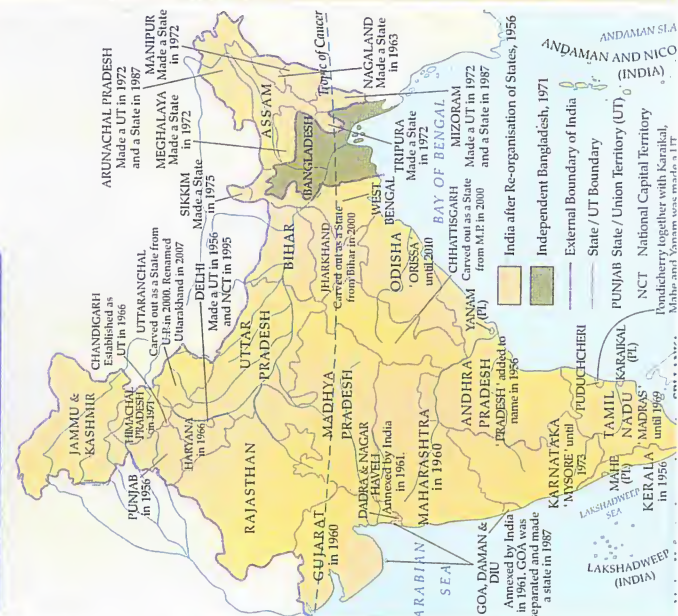 ARUNACHAL PRADESH
Made a UT in 1972
and a State in 1987
MANIPUR
Made a State
in 1972
MEGHALAYA
Made a State
in 1972
ASSAM
Tropic of Cancer
NAGALAND
Made a State
in 1963
SIKKIM
Made a State
in 1975
BANGLADESH
TRIPURA
Made a State
in 1972
MIZORAM
Made a UT in 1972
and a State in 1987
CHANDIGARH
Established as
UT in 1966
UTTARANCHAL
Carved out as a State from
U.P. in 2000. Renamed
Uttarakhand in 2007
DELHI
Made a UT in 1956
and NCT in 1995
BIHAR
JHARKHAND
Carved out as a State
from Bihar in 2000
WEST
BENGAL
BAY OF BENGAL
JAMMU &
KASHMIR
HIMACHAL
PRADESH
in 1971
PUNJAB
in 1956
HARYANA
in 1966
UTTAR
PRADESH
RAJASTHAN
MADHYA
PRADESH
ODISHA
'ORISSA'
until 2010
CHHATTISGARH
Carved out as a State
from M.P. in 2000
GUJARAT
in 1960
DADRA & NAGAR
HAVELI
Annexed by India
in 1961.
MAHARASHTRA
in 1960
ANDHRA
PRADESH
'PRADESH' added to
name in 1956
YANAM
(PL)
ARABIAN
SEA
GOA, DAMAN &
DIU
Annexed by India
in 1961. GOA was
separated and made
a state in 1987
KARNATAKA
'MYSORE' until
1973
PUDUCHCHERI
MAHE
(PL)
TAMIL
NADU
'MADRAS'
until 1969
KARAIKAL
(PL)
KERALA
in 1956
LAKSHADWEEP
SEA
LAKSHADWEEP
(INDIA)
ANDAMAN AND NICO
(INDIA)
ANDAMAN
India after Re-organisation of States, 1956
Independent Bangladesh, 1971
External Boundary of India
State / UT Boundary
PUNJAB State / Union Territory (UT)
NCT National Capital Territory
Pondicherry together with Karaikal,
Mahe and Yanam was made a UT